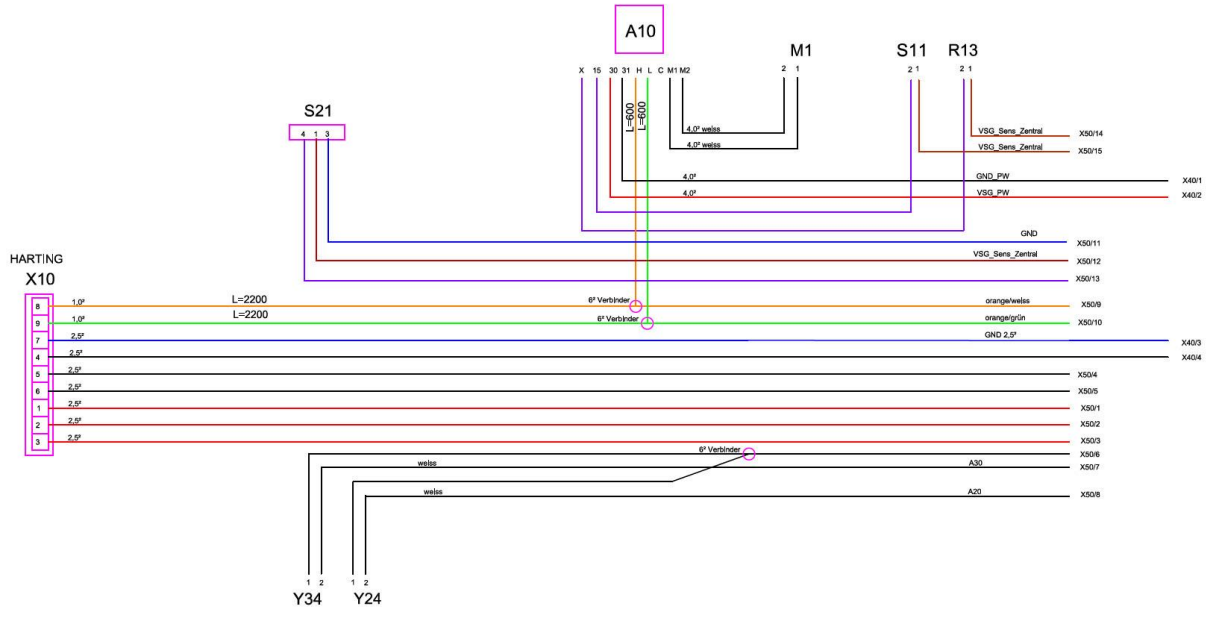 A10
M1
S11 R13
X 15 30 31 H L C M1 M2
2 1
2 1
2 1
L=600
L=600
S21
4 1 3
4,0² weiss
4,0² weiss
VSG_Sens_Zentral X50/14
VSG_Sens_Zentral X50/15
4,0² GND_PW X40/1
4,0² VSG_PW X40/2
GND X50/11
VSG_Sens_Zentral X50/12
X50/13
HARTING
X10
8 1,0² L=2200 6² Verbinder orange/weiss X50/9
9 1,0² L=2200 6² Verbinder orange/grün X50/10
7 2,5² GND 2,5² X40/3
4 2,5² X40/4
5 2,5² X50/4
6 2,5² X50/5
1 2,5² X50/1
2 2,5² X50/2
3 2,5² X50/3
6² Verbinder X50/6
weiss A30 X50/7
weiss A20 X50/8
1 2 1 2
Y34 Y24